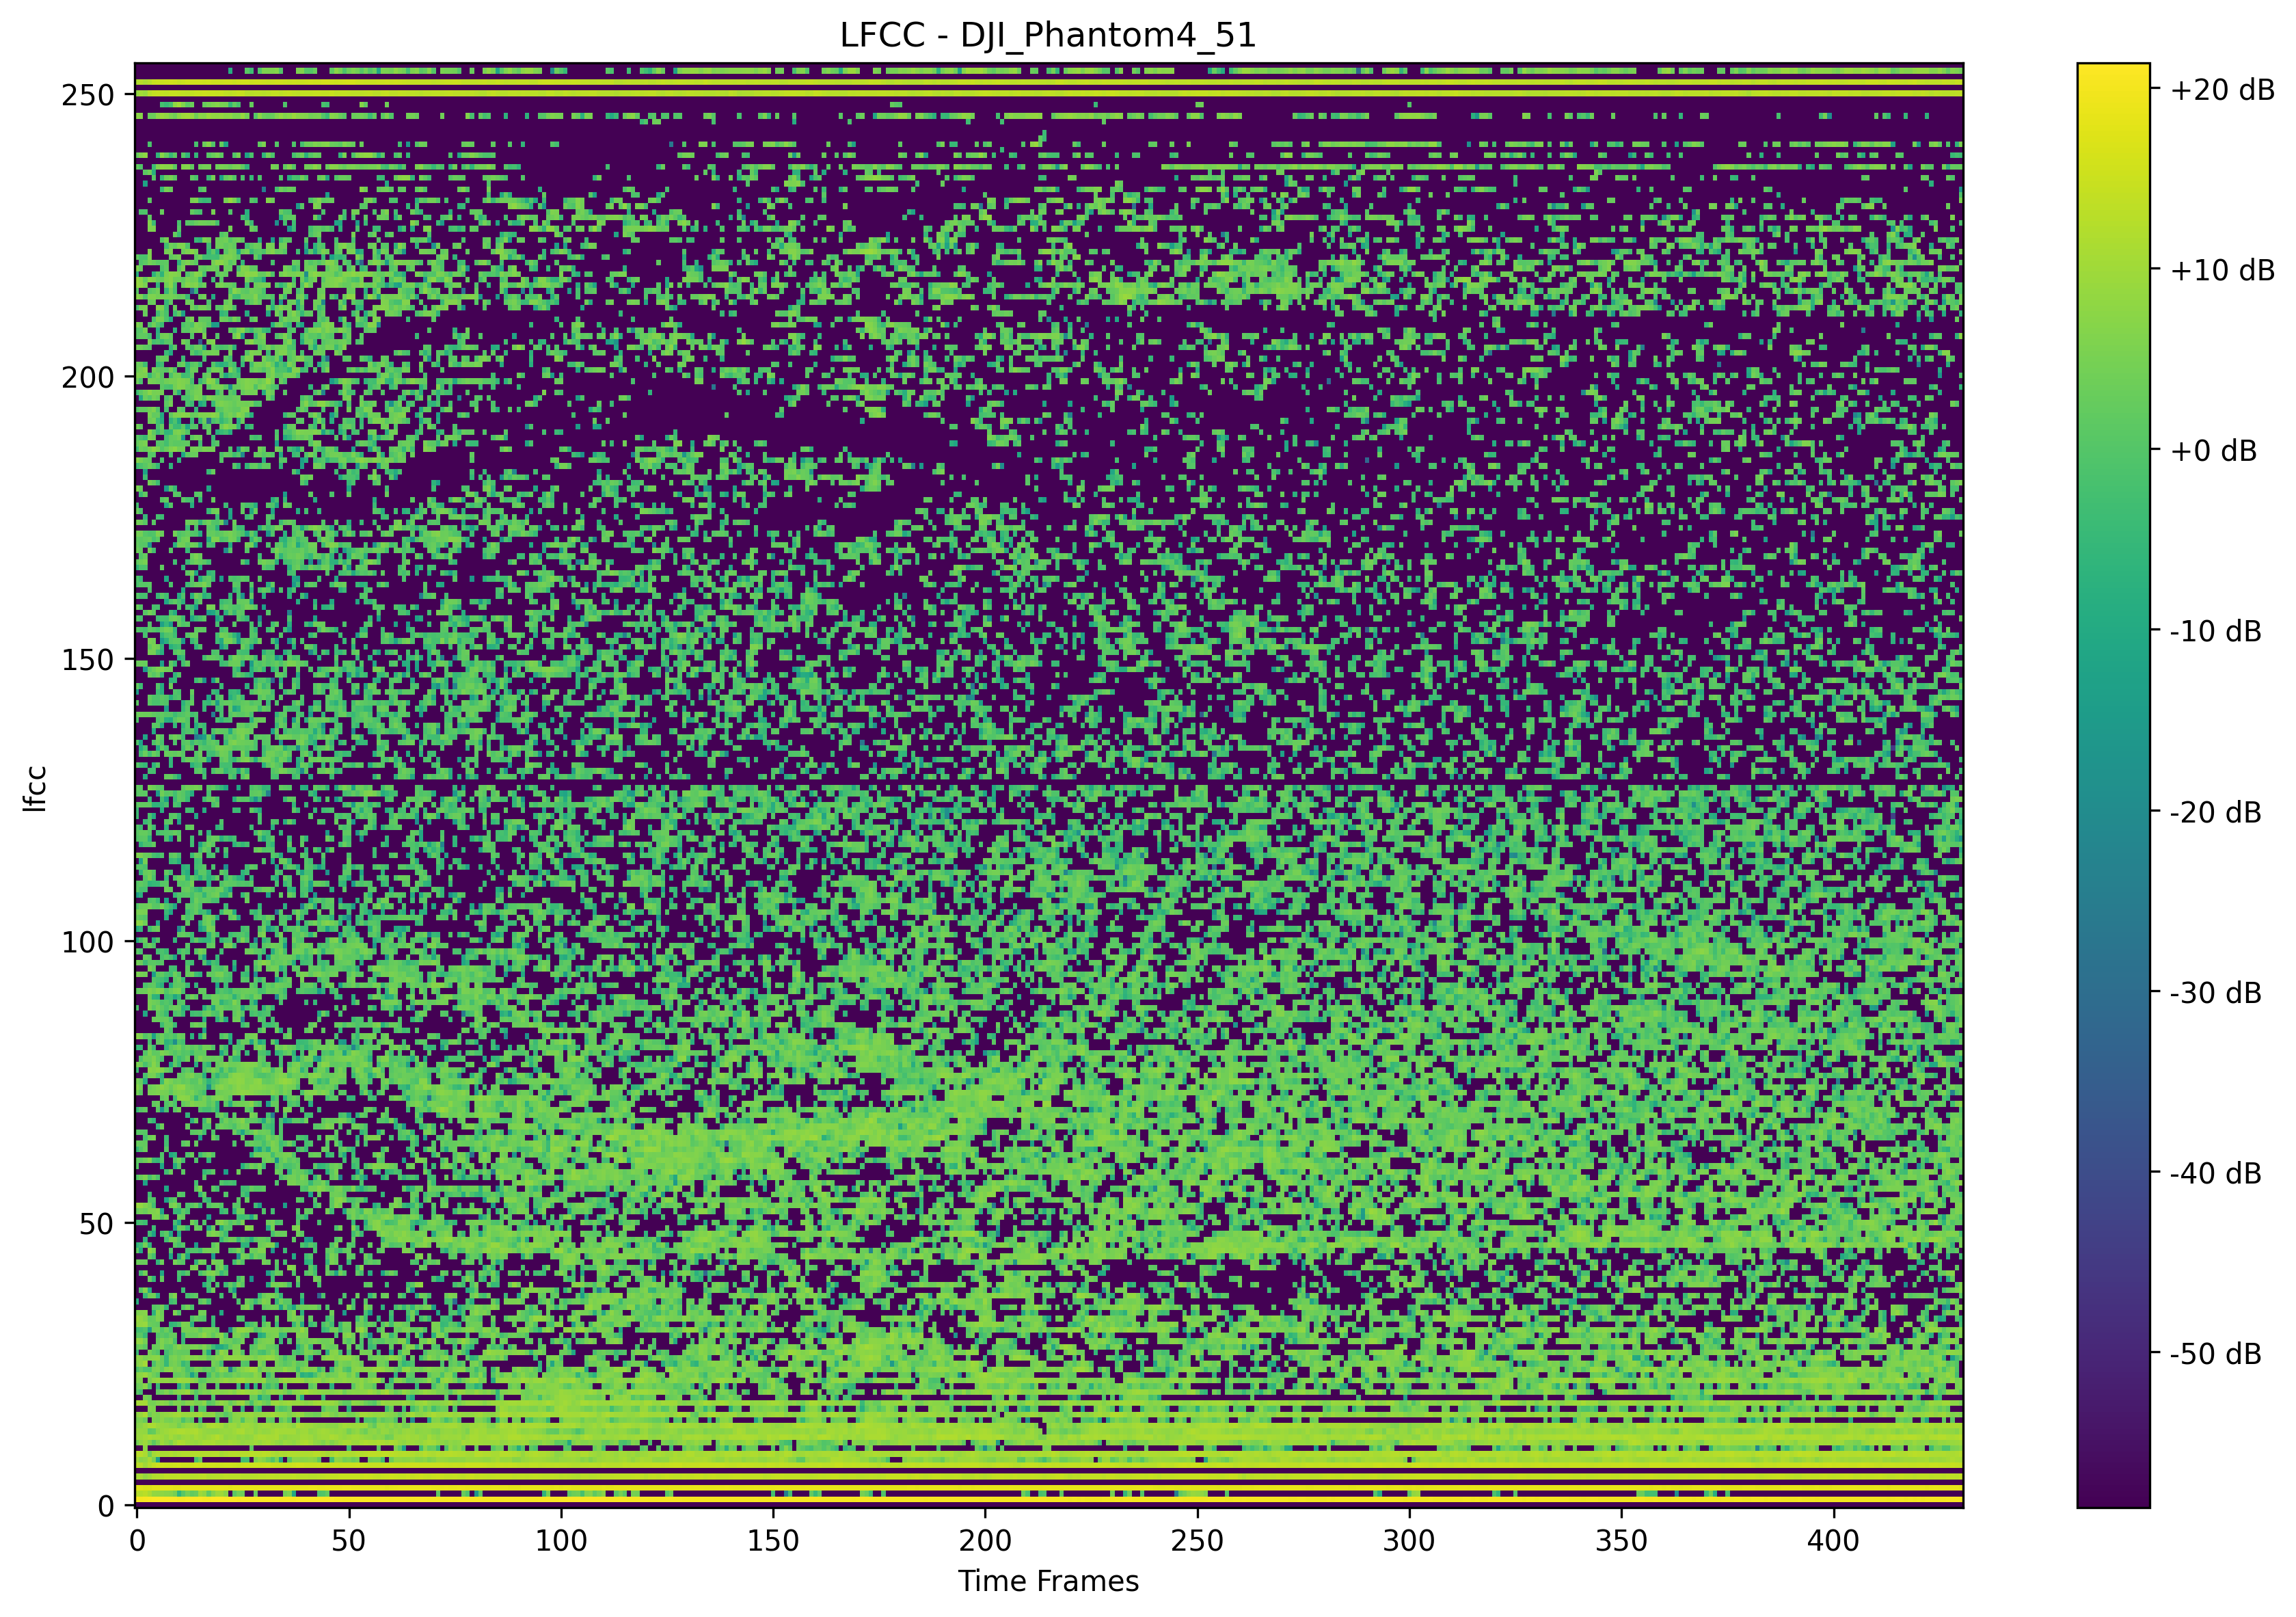 LFCC - DJI_Phantom4_51
250
200
150
100
50
0
lfcc
0 50 100 150 200 250 300 350 400
Time Frames
+20 dB
+10 dB
+0 dB
-10 dB
-20 dB
-30 dB
-40 dB
-50 dB